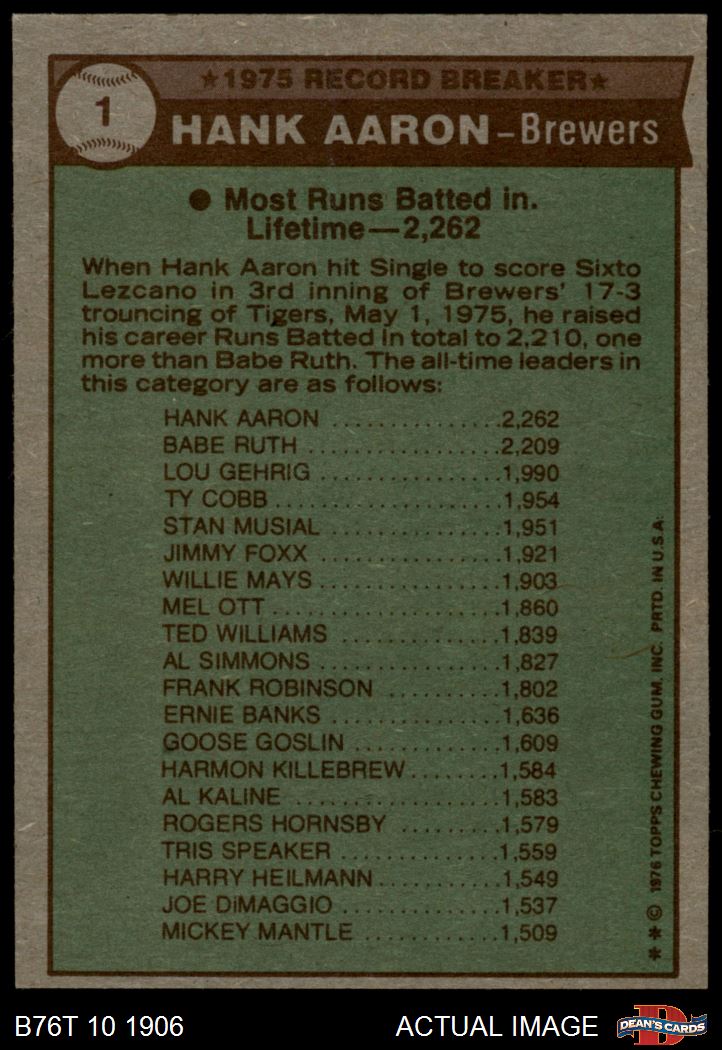 ★1975 RECORD BREAKER★
1
HANK AARON–Brewers
● Most Runs Batted in.
Lifetime—2,262
When Hank Aaron hit Single to score Sixto
Lezcano in 3rd inning of Brewers' 17-3
trouncing of Tigers, May 1, 1975, he raised
his career Runs Batted In total to 2,210, one
more than Babe Ruth. The all-time leaders in
this category are as follows:
HANK AARON ...............2,262
BABE RUTH ..................2,209
LOU GEHRIG .................1,990
TY COBB.....................1,954
STAN MUSIAL ................1,951
JIMMY FOXX .................1,921
WILLIE MAYS.................1,903
MEL OTT.....................1,860
TED WILLIAMS ...............1,839
AL SIMMONS..................1,827
FRANK ROBINSON ............1,802
ERNIE BANKS ................1,636
GOOSE GOSLIN ..............1,609
HARMON KILLEBREW........1,584
AL KALINE ..................1,583
ROGERS HORNSBY ..........1,579
TRIS SPEAKER ...............1,559
HARRY HEILMANN...........1,549
JOE DiMAGGIO ..............1,537
MICKEY MANTLE ............1,509
**© 1976 TOPPS CHEWING GUM, INC. PRTD. IN U.S.A.
B76T 10 1906
ACTUAL IMAGE
D
DEAN'S CARDS